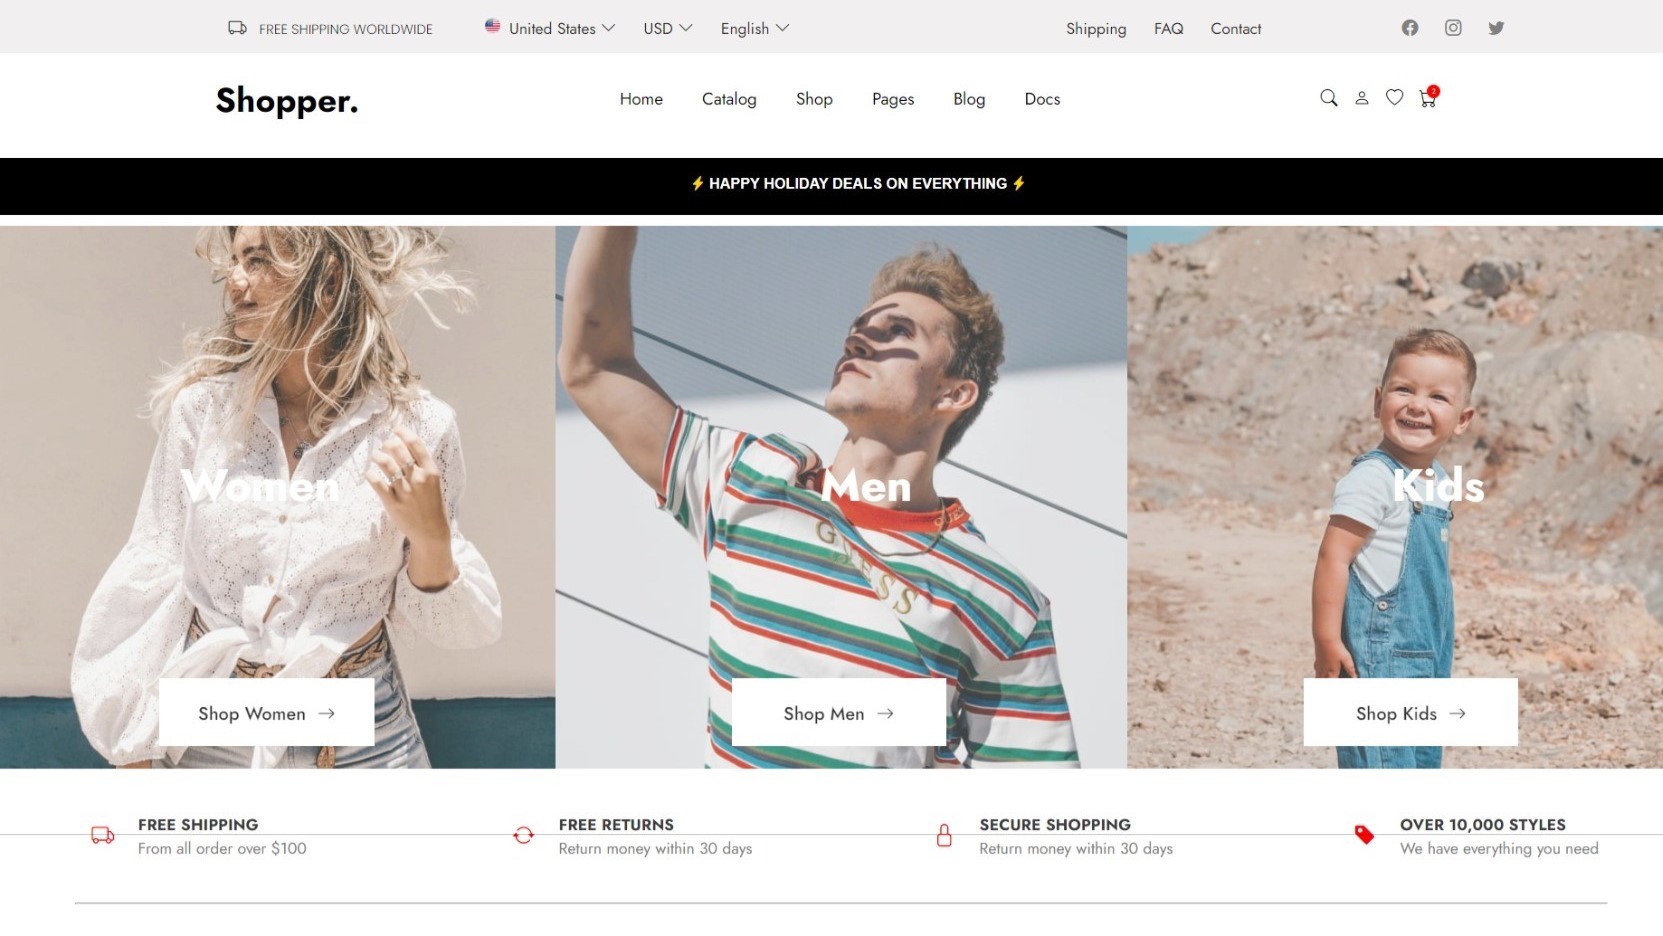 FREE SHIPPING WORLDWIDE
United States
USD
English
Shipping
FAQ
Contact
Shopper.
Home
Catalog
Shop
Pages
Blog
Docs
2
⚡ HAPPY HOLIDAY DEALS ON EVERYTHING ⚡
Women
Men
Kids
GUESS
Shop Women →
Shop Men →
Shop Kids →
FREE SHIPPING
From all order over $100
FREE RETURNS
Return money within 30 days
SECURE SHOPPING
Return money within 30 days
OVER 10,000 STYLES
We have everything you need